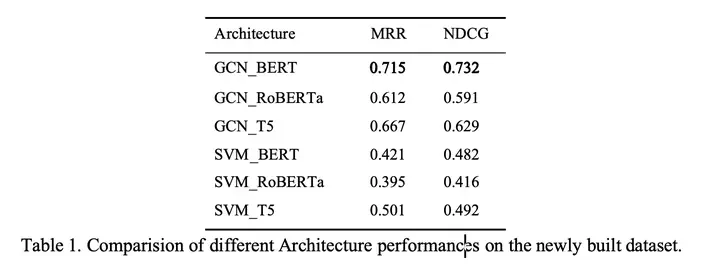 Architecture MRR NDCG
GCN_BERT 0.715 0.732
GCN_RoBERTa 0.612 0.591
GCN_T5 0.667 0.629
SVM_BERT 0.421 0.482
SVM_RoBERTa 0.395 0.416
SVM_T5 0.501 0.492
Table 1. Comparision of different Architecture performances on the newly built dataset.